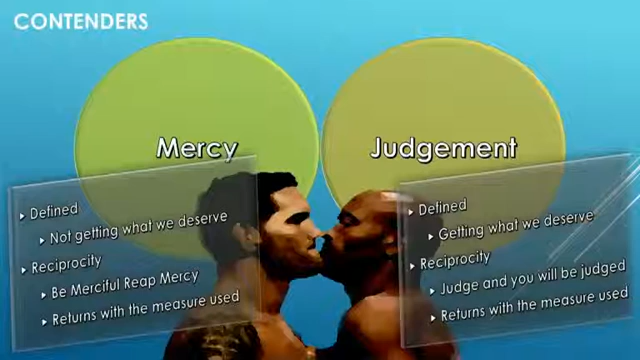 CONTENDERS
Mercy
Judgement
Defined
Not getting what we deserve
Reciprocity
Be Merciful Reap Mercy
Returns with the measure used
Defined
Getting what we deserve
Reciprocity
Judge and you will be judged
Returns with the measure used